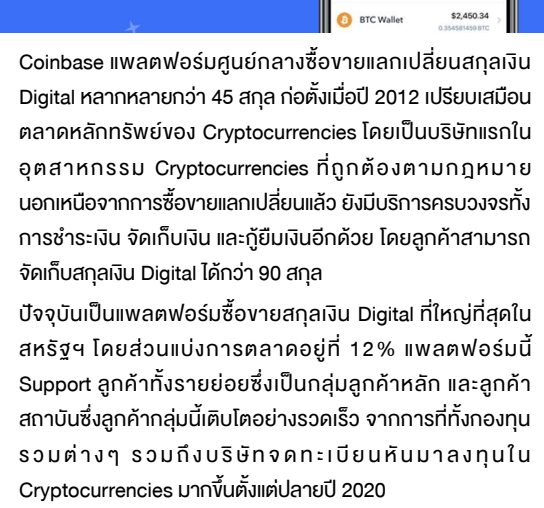 BTC Wallet $2,450.34
0.354581459 BTC
Coinbase แพลตฟอร์มศูนย์กลางซื้อขายแลกเปลี่ยนสกุลเงิน
Digital หลากหลายกว่า 45 สกุล ก่อตั้งเมื่อปี 2012 เปรียบเสมือน
ตลาดหลักทรัพย์ของ Cryptocurrencies โดยเป็นบริษัทแรกใน
อุตสาหกรรม Cryptocurrencies ที่ถูกต้องตามกฎหมาย
นอกเหนือจากการซื้อขายแลกเปลี่ยนแล้ว ยังมีบริการครบวงจรทั้ง
การชำระเงิน จัดเก็บเงิน และกู้ยืมเงินอีกด้วย โดยลูกค้าสามารถ
จัดเก็บสกุลเงิน Digital ได้กว่า 90 สกุล
ปัจจุบันเป็นแพลตฟอร์มซื้อขายสกุลเงิน Digital ที่ใหญ่ที่สุดใน
สหรัฐฯ โดยส่วนแบ่งการตลาดอยู่ที่ 12% แพลตฟอร์มนี้
Support ลูกค้าทั้งรายย่อยซึ่งเป็นกลุ่มลูกค้าหลัก และลูกค้า
สถาบันซึ่งลูกค้ากลุ่มนี้เติบโตอย่างรวดเร็ว จากการที่ทั้งกองทุน
รวมต่างๆ รวมถึงบริษัทจดทะเบียนหันมาลงทุนใน
Cryptocurrencies มากขึ้นตั้งแต่ปลายปี 2020